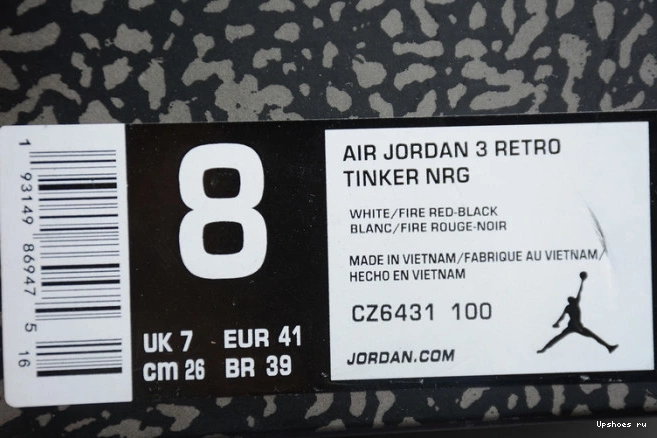 1 93149 86947 5 16
8
UK 7 EUR 41
cm 26 BR 39
AIR JORDAN 3 RETRO
TINKER NRG
WHITE/FIRE RED-BLACK
BLANC/FIRE ROUGE-NOIR
MADE IN VIETNAM/FABRIQUE AU VIETNAM/
HECHO EN VIETNAM
CZ6431 100
JORDAN.COM
Upshoes ru